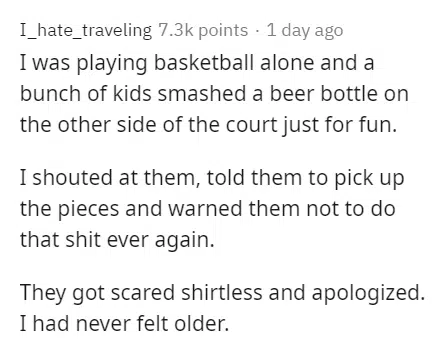 I_hate_traveling 7.3k points · 1 day ago
I was playing basketball alone and a
bunch of kids smashed a beer bottle on
the other side of the court just for fun.
I shouted at them, told them to pick up
the pieces and warned them not to do
that shit ever again.
They got scared shirtless and apologized.
I had never felt older.